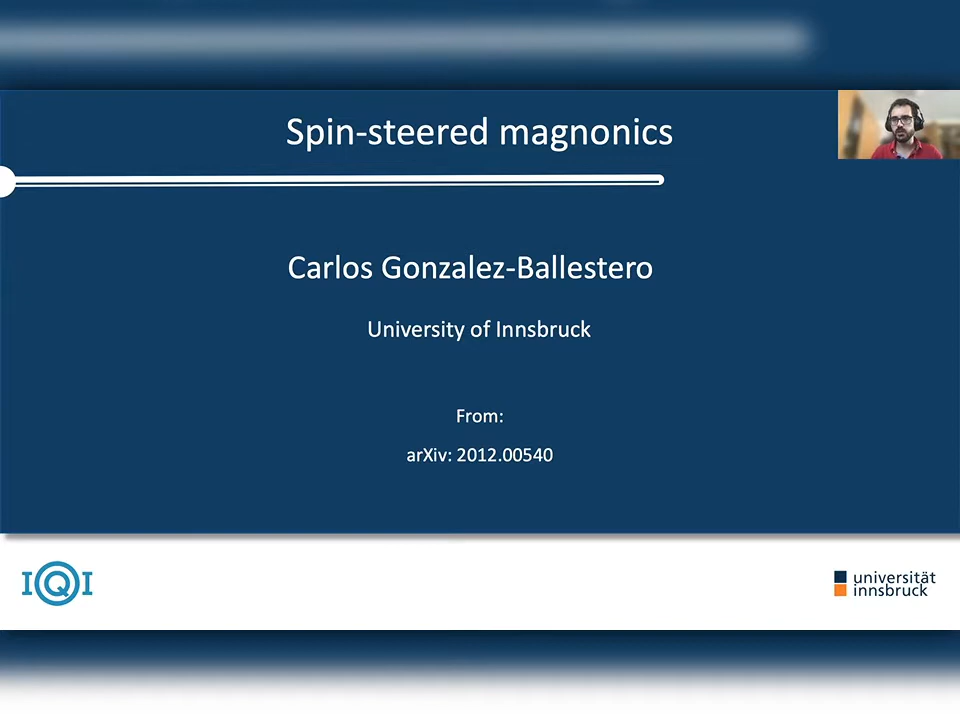 Spin-steered magnonics
Carlos Gonzalez-Ballestero
University of Innsbruck
From:
arXiv: 2012.00540
IQI
universität
innsbruck